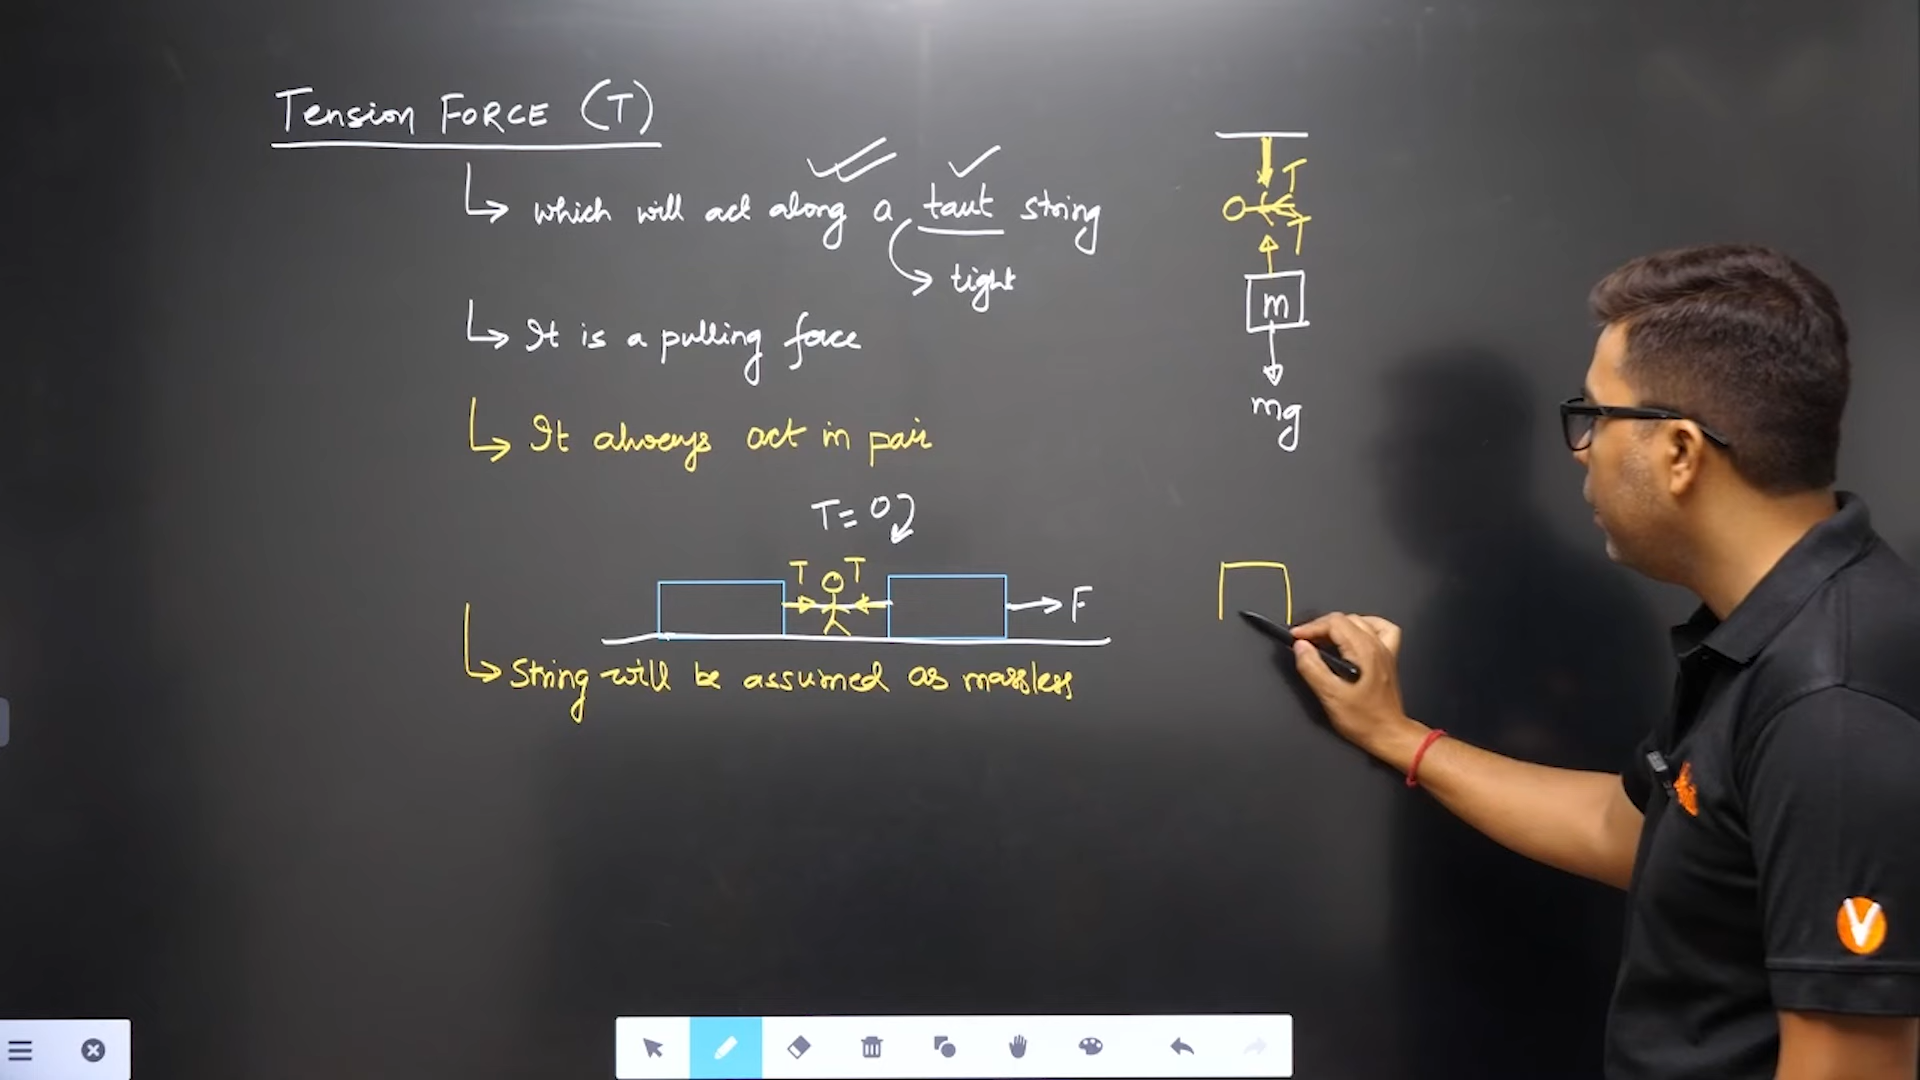 Tension FORCE (T)
which will act along a taut string
tight
It is a pulling force
It always act in pair
T = 0
T T
F
String will be assumed as massless
T
T
m
mg
V